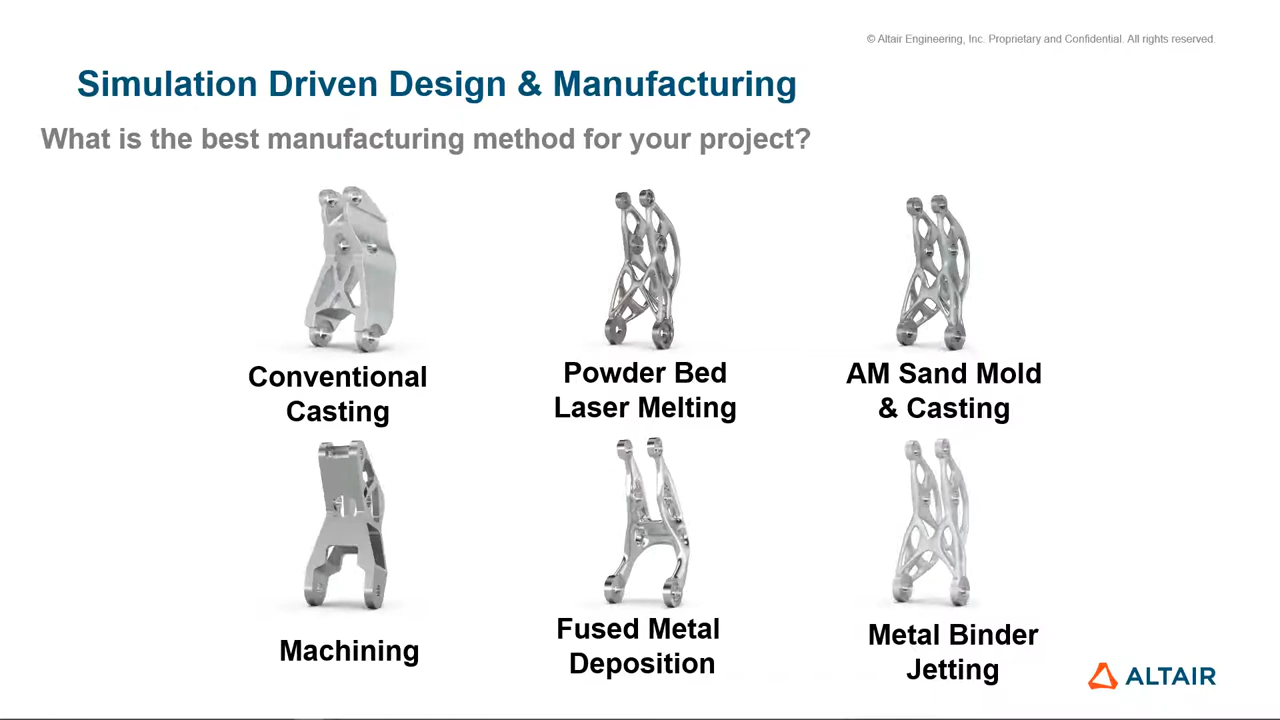 © Altair Engineering, Inc. Proprietary and Confidential. All rights reserved.
Simulation Driven Design & Manufacturing
What is the best manufacturing method for your project?
Conventional
Casting
Powder Bed
Laser Melting
AM Sand Mold
& Casting
Machining
Fused Metal
Deposition
Metal Binder
Jetting
ALTAIR